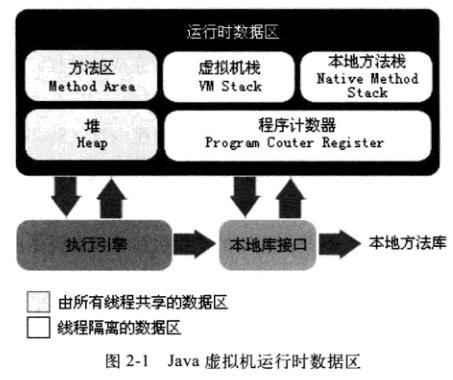 运行时数据区
方法区
Method Area
虚拟机栈
VM Stack
本地方法栈
Native Method
Stack
堆
Heap
程序计数器
Program Couter Register
执行引擎
本地库接口
本地方法库
由所有线程共享的数据区
线程隔离的数据区
图 2-1 Java 虚拟机运行时数据区